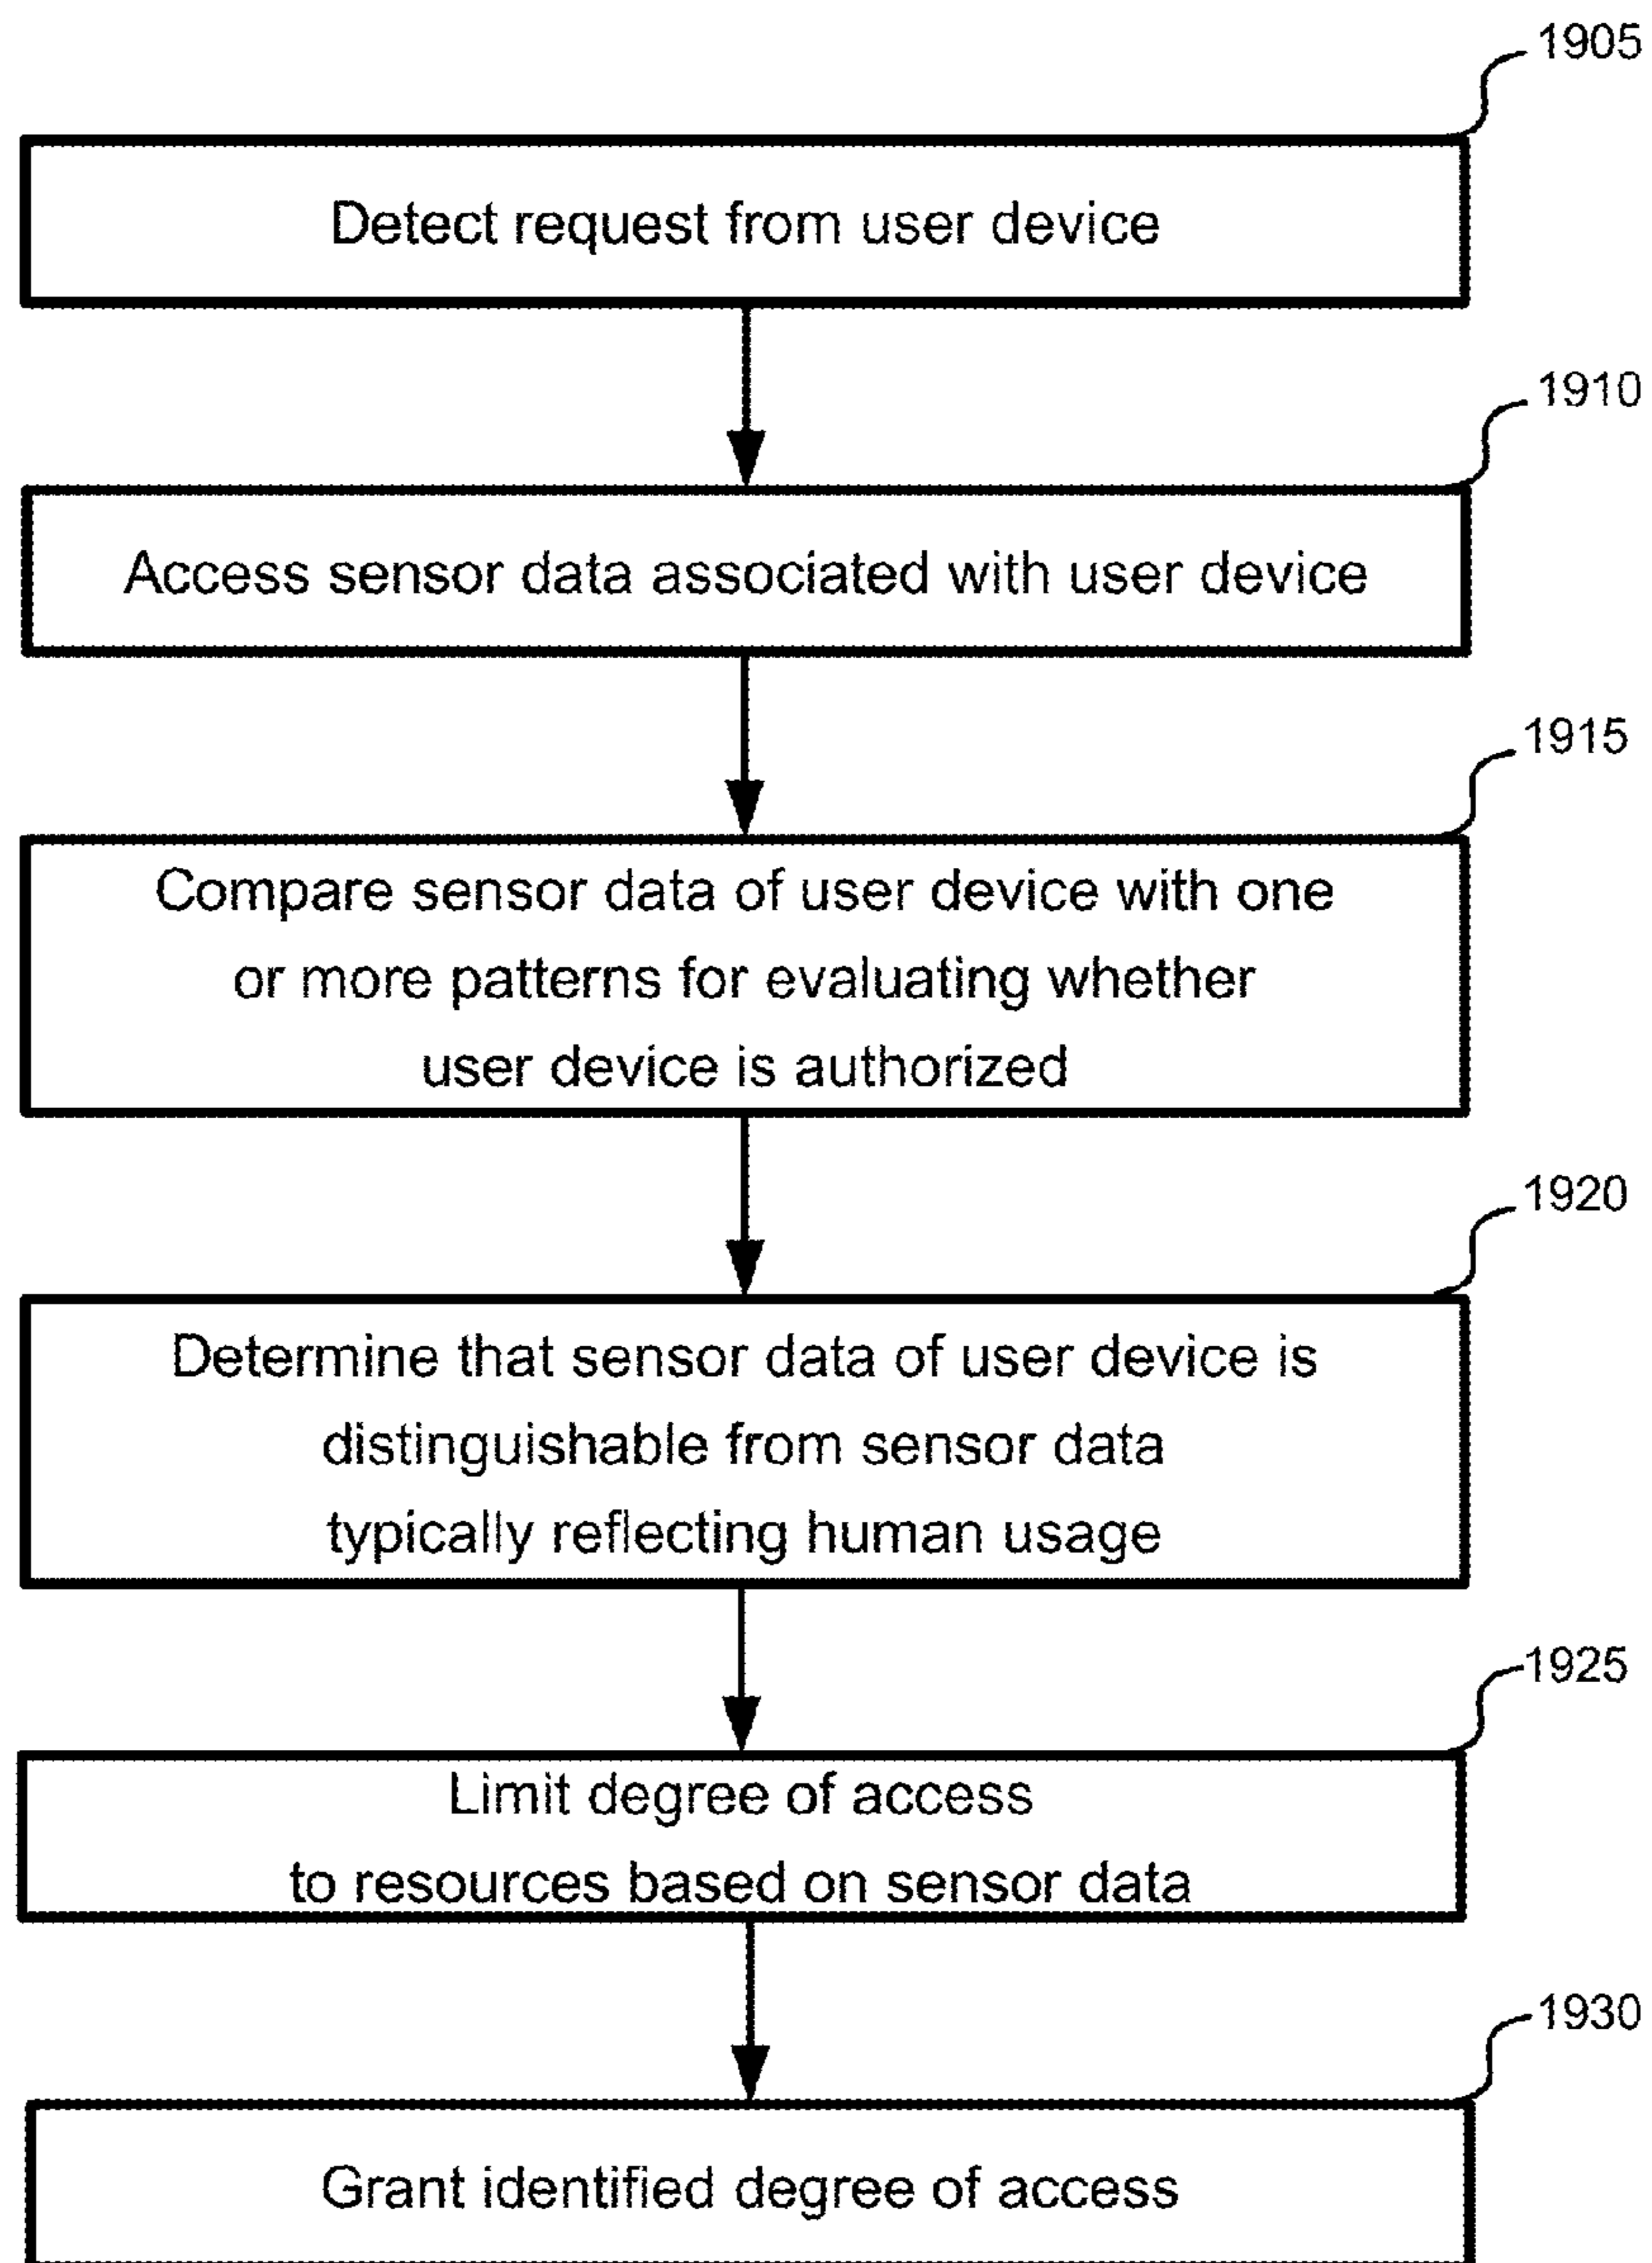 1905
Detect request from user device
1910
Access sensor data associated with user device
1915
Compare sensor data of user device with one
or more patterns for evaluating whether
user device is authorized
1920
Determine that sensor data of user device is
distinguishable from sensor data
typically reflecting human usage
1925
Limit degree of access
to resources based on sensor data
1930
Grant identified degree of access